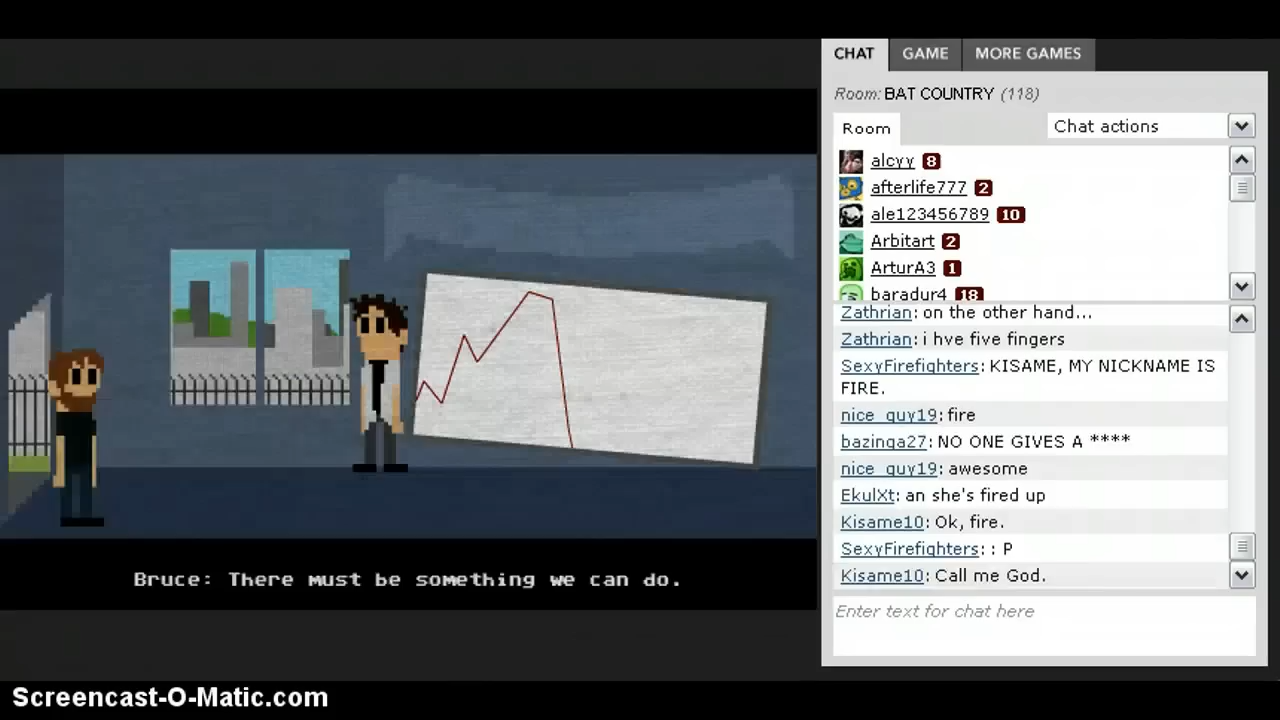 CHAT GAME MORE GAMES
Room: BAT COUNTRY (118)
Room Chat actions
alcyy 8
afterlife777 2
ale123456789 10
Arbitart 2
ArturA3 1
baradur4 18
Zathrian: on the other hand...
Zathrian: i hve five fingers
SexyFirefighters: KISAME, MY NICKNAME IS
FIRE.
nice_guy19: fire
bazinga27: NO ONE GIVES A ****
nice_guy19: awesome
EkulXt: an she's fired up
Kisame10: Ok, fire.
SexyFirefighters: : P
Kisame10: Call me God.
Enter text for chat here
Bruce: There must be something we can do.
Screencast-O-Matic.com